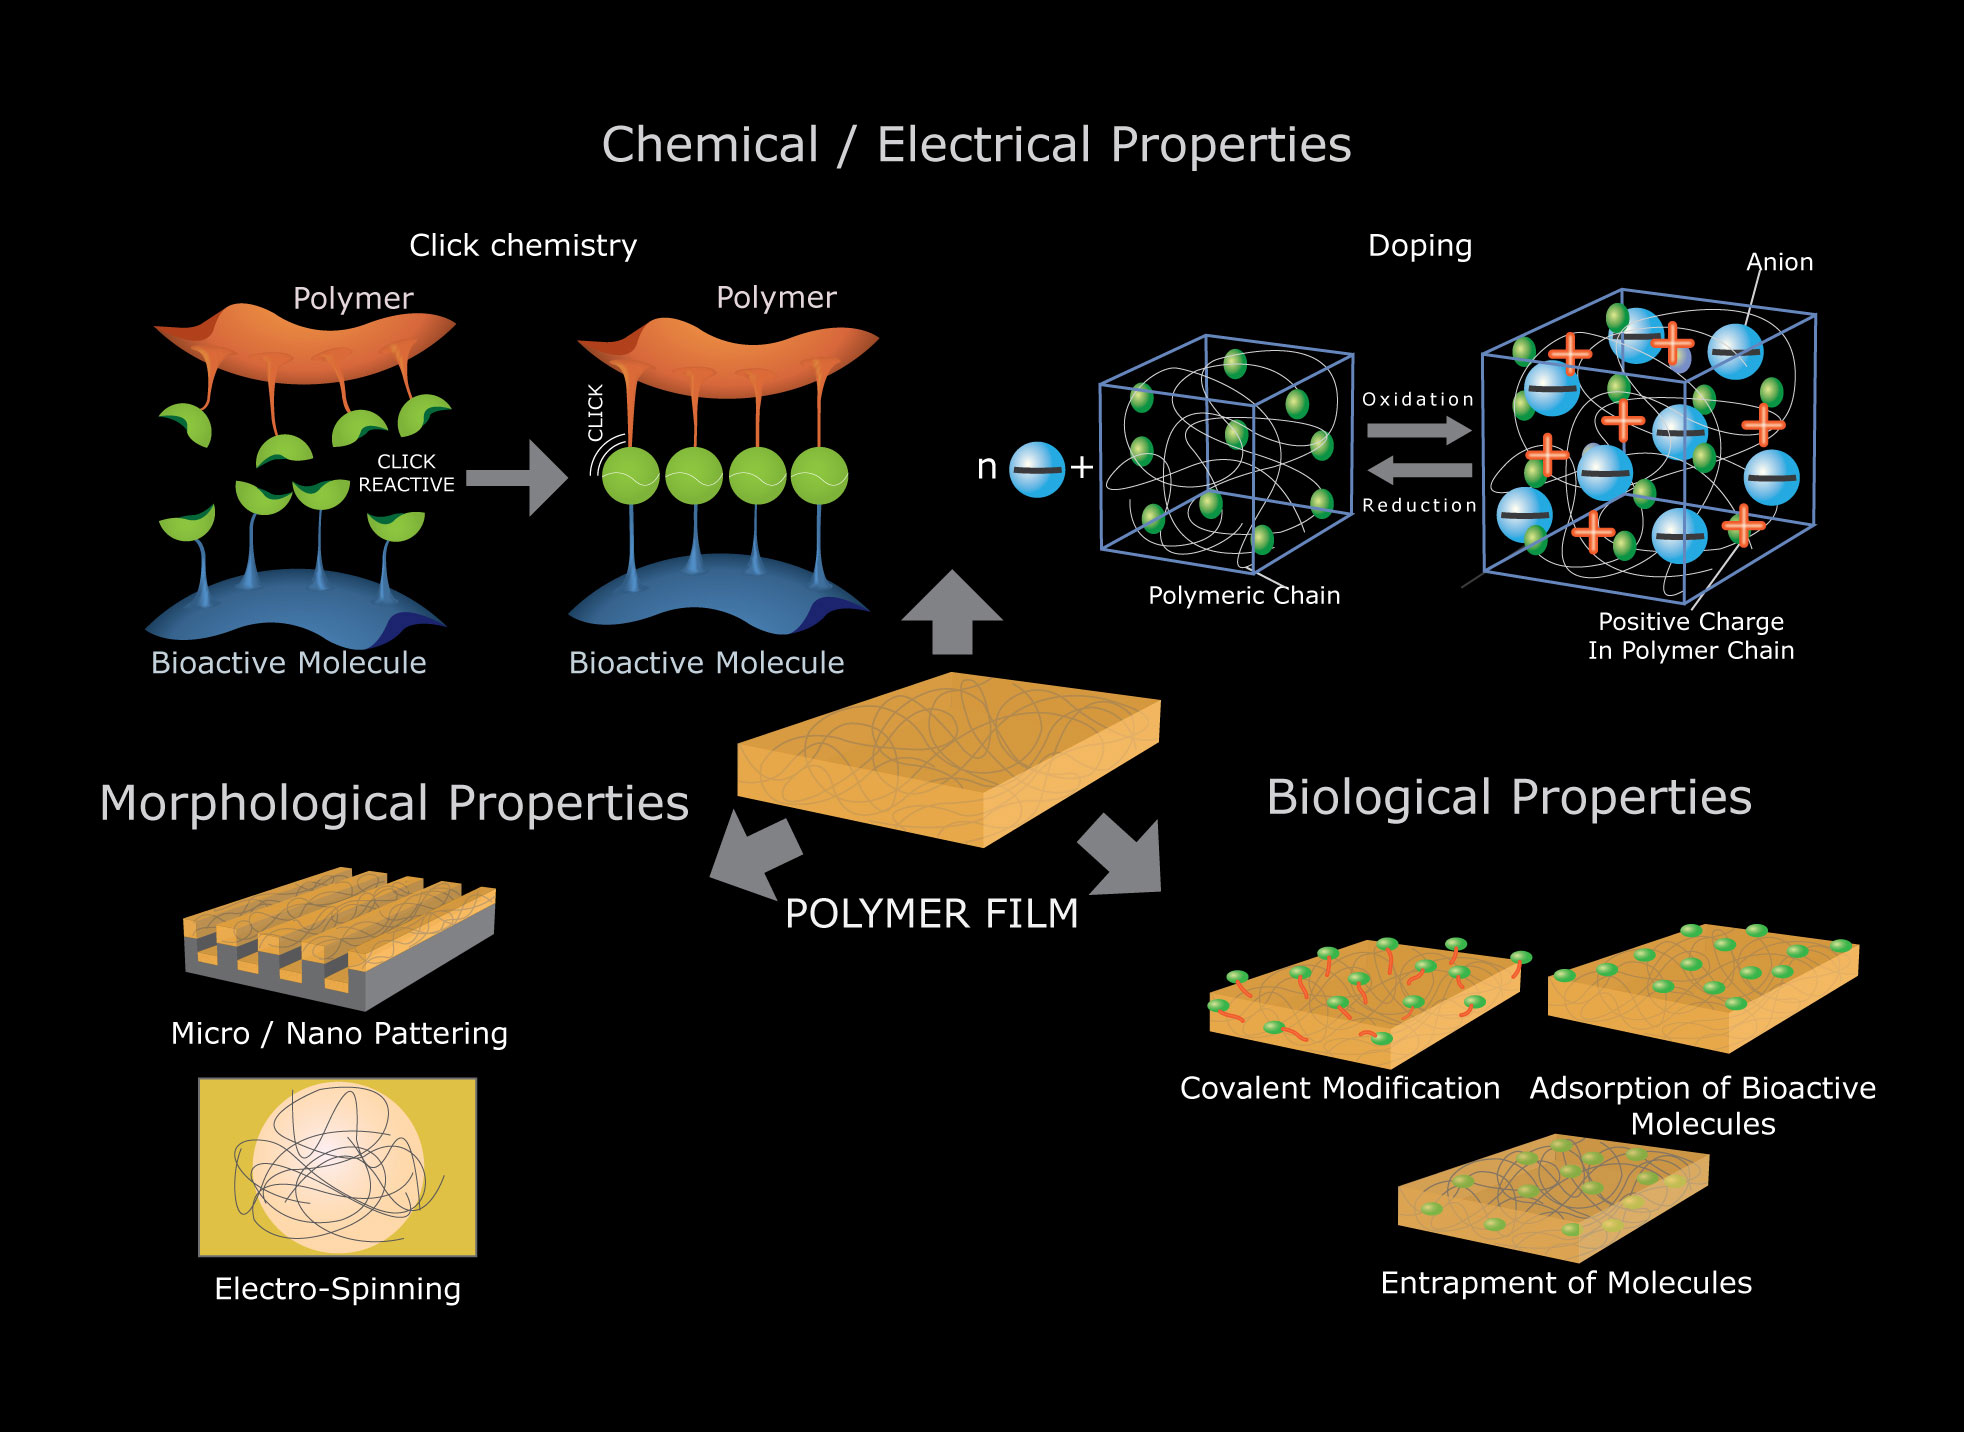 Chemical / Electrical Properties
Click chemistry
Doping
Anion
Polymer
Polymer
CLICK
CLICK
REACTIVE
n
+
Oxidation
Reduction
Polymeric Chain
Positive Charge
In Polymer Chain
Bioactive Molecule
Bioactive Molecule
Morphological Properties
Biological Properties
POLYMER FILM
Micro / Nano Pattering
Covalent Modification
Adsorption of Bioactive
Molecules
Electro-Spinning
Entrapment of Molecules